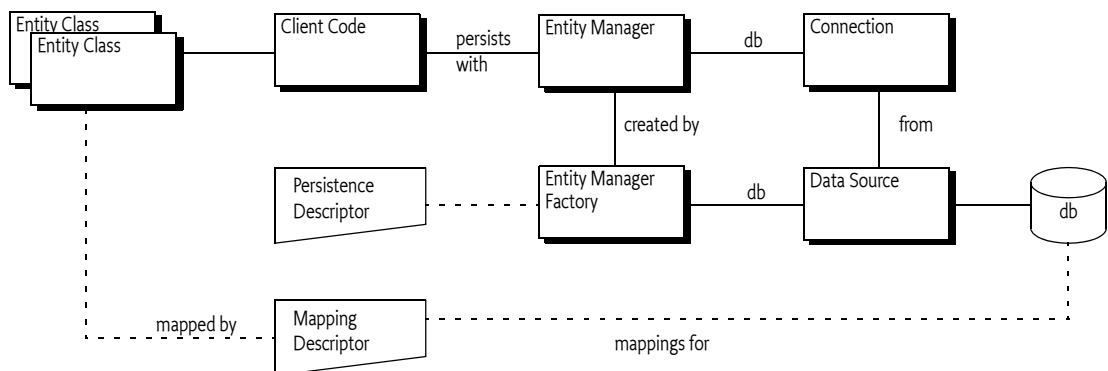 Entity Class
Entity Class
Client Code
persists
with
Entity Manager
db
Connection
created by
from
Persistence
Descriptor
Entity Manager
Factory
db
Data Source
db
mapped by
Mapping
Descriptor
mappings for